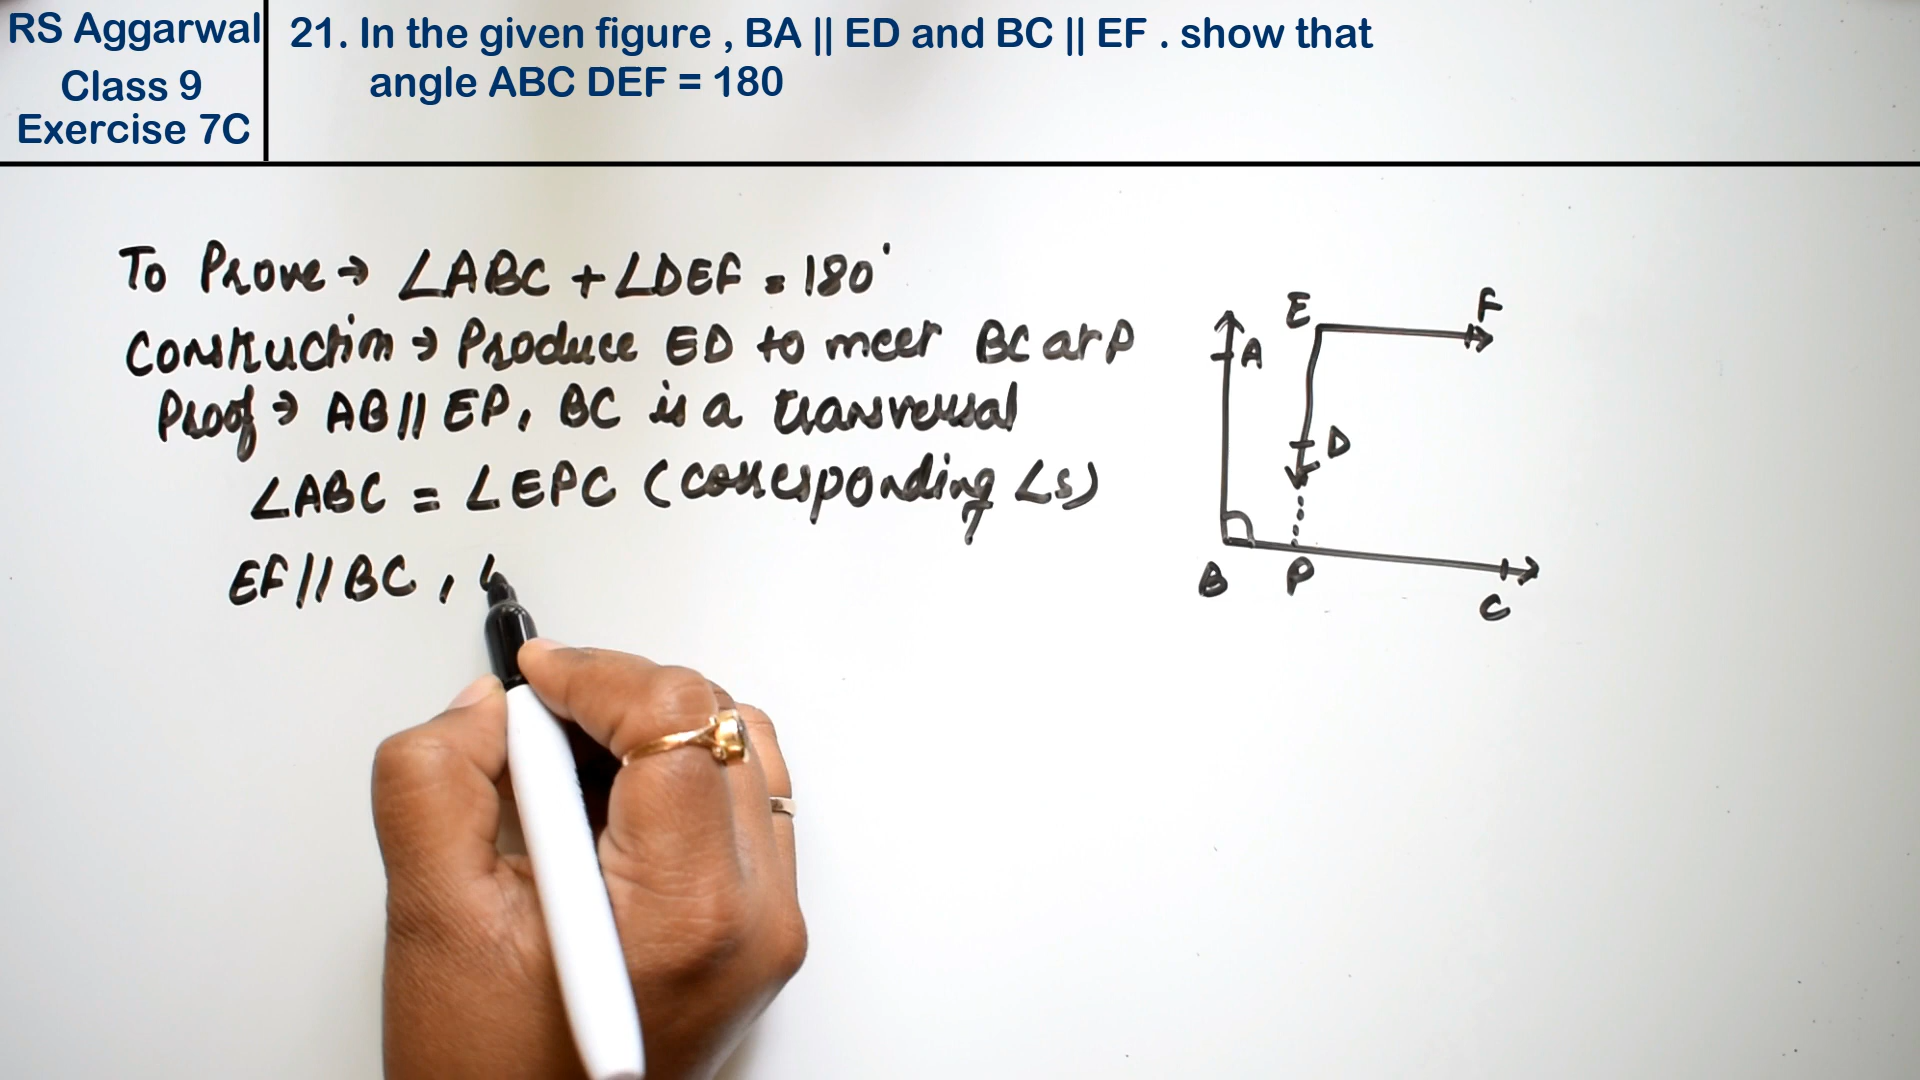 RS Aggarwal
Class 9
Exercise 7C
21. In the given figure , BA || ED and BC || EF . show that
angle ABC DEF = 180
To Prove → ∠ABC + ∠DEF = 180°
Construction → Produce ED to meet BC at P
Proof → AB || EP, BC is a transversal
∠ABC = ∠EPC (corresponding ∠s)
EF || BC ,
E F
A
D
B P C